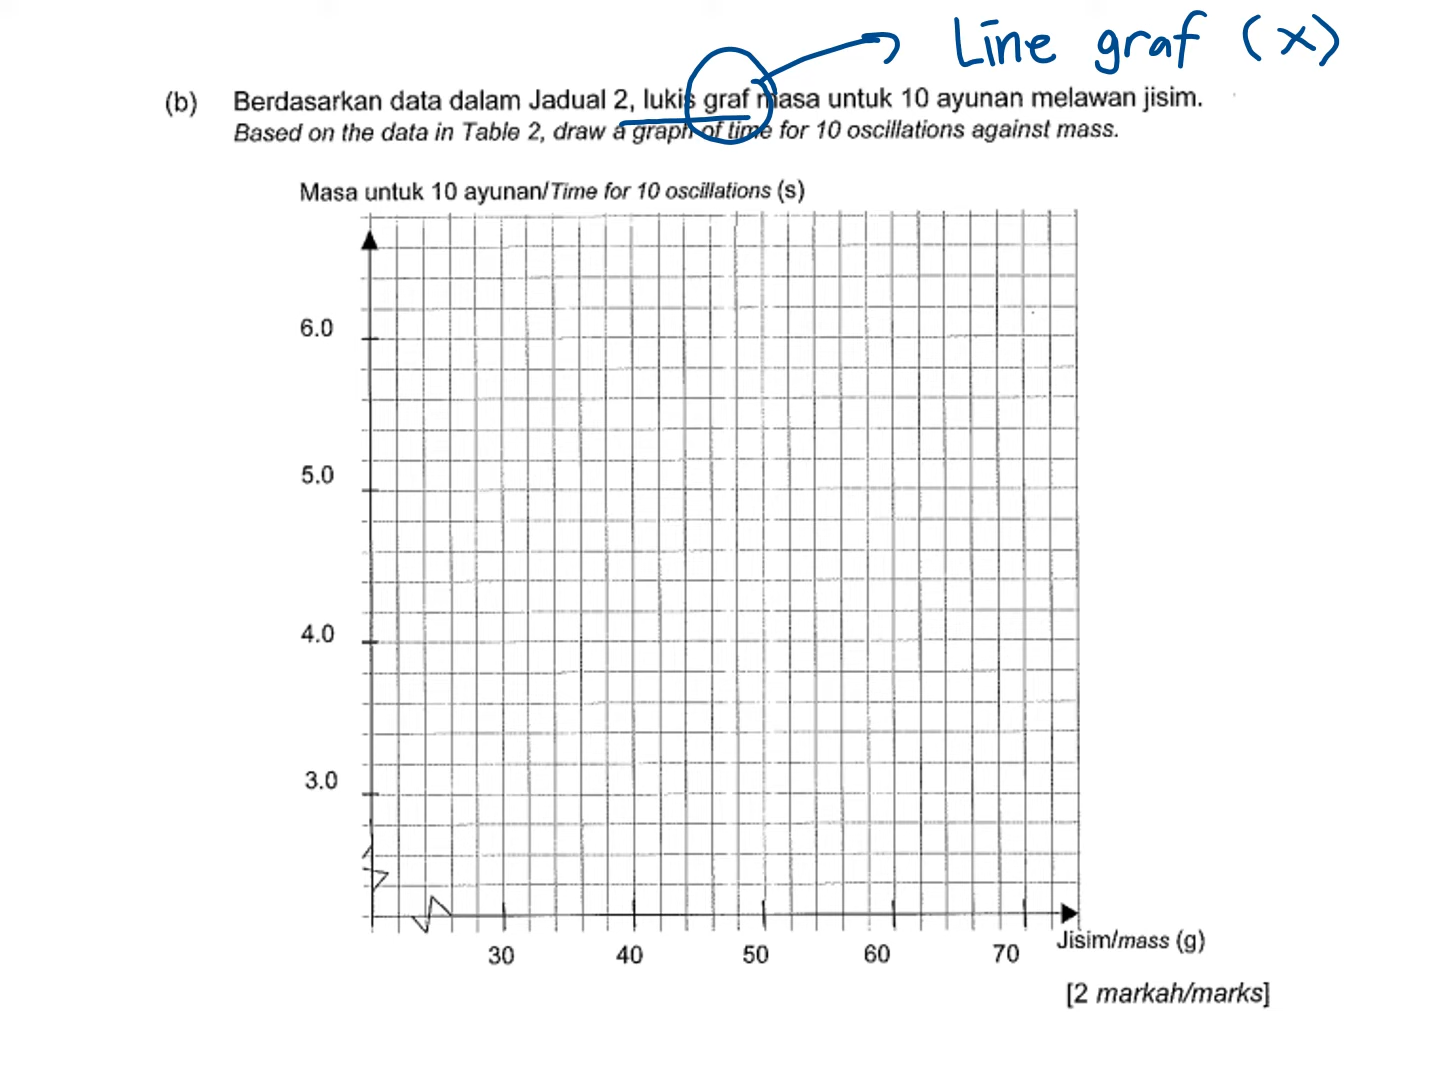 Line graf (x)
(b) Berdasarkan data dalam Jadual 2, lukis graf masa untuk 10 ayunan melawan jisim.
Based on the data in Table 2, draw a graph of time for 10 oscillations against mass.
Masa untuk 10 ayunan/Time for 10 oscillations (s)
6.0
5.0
4.0
3.0
30 40 50 60 70
Jisim/mass (g)
[2 markah/marks]